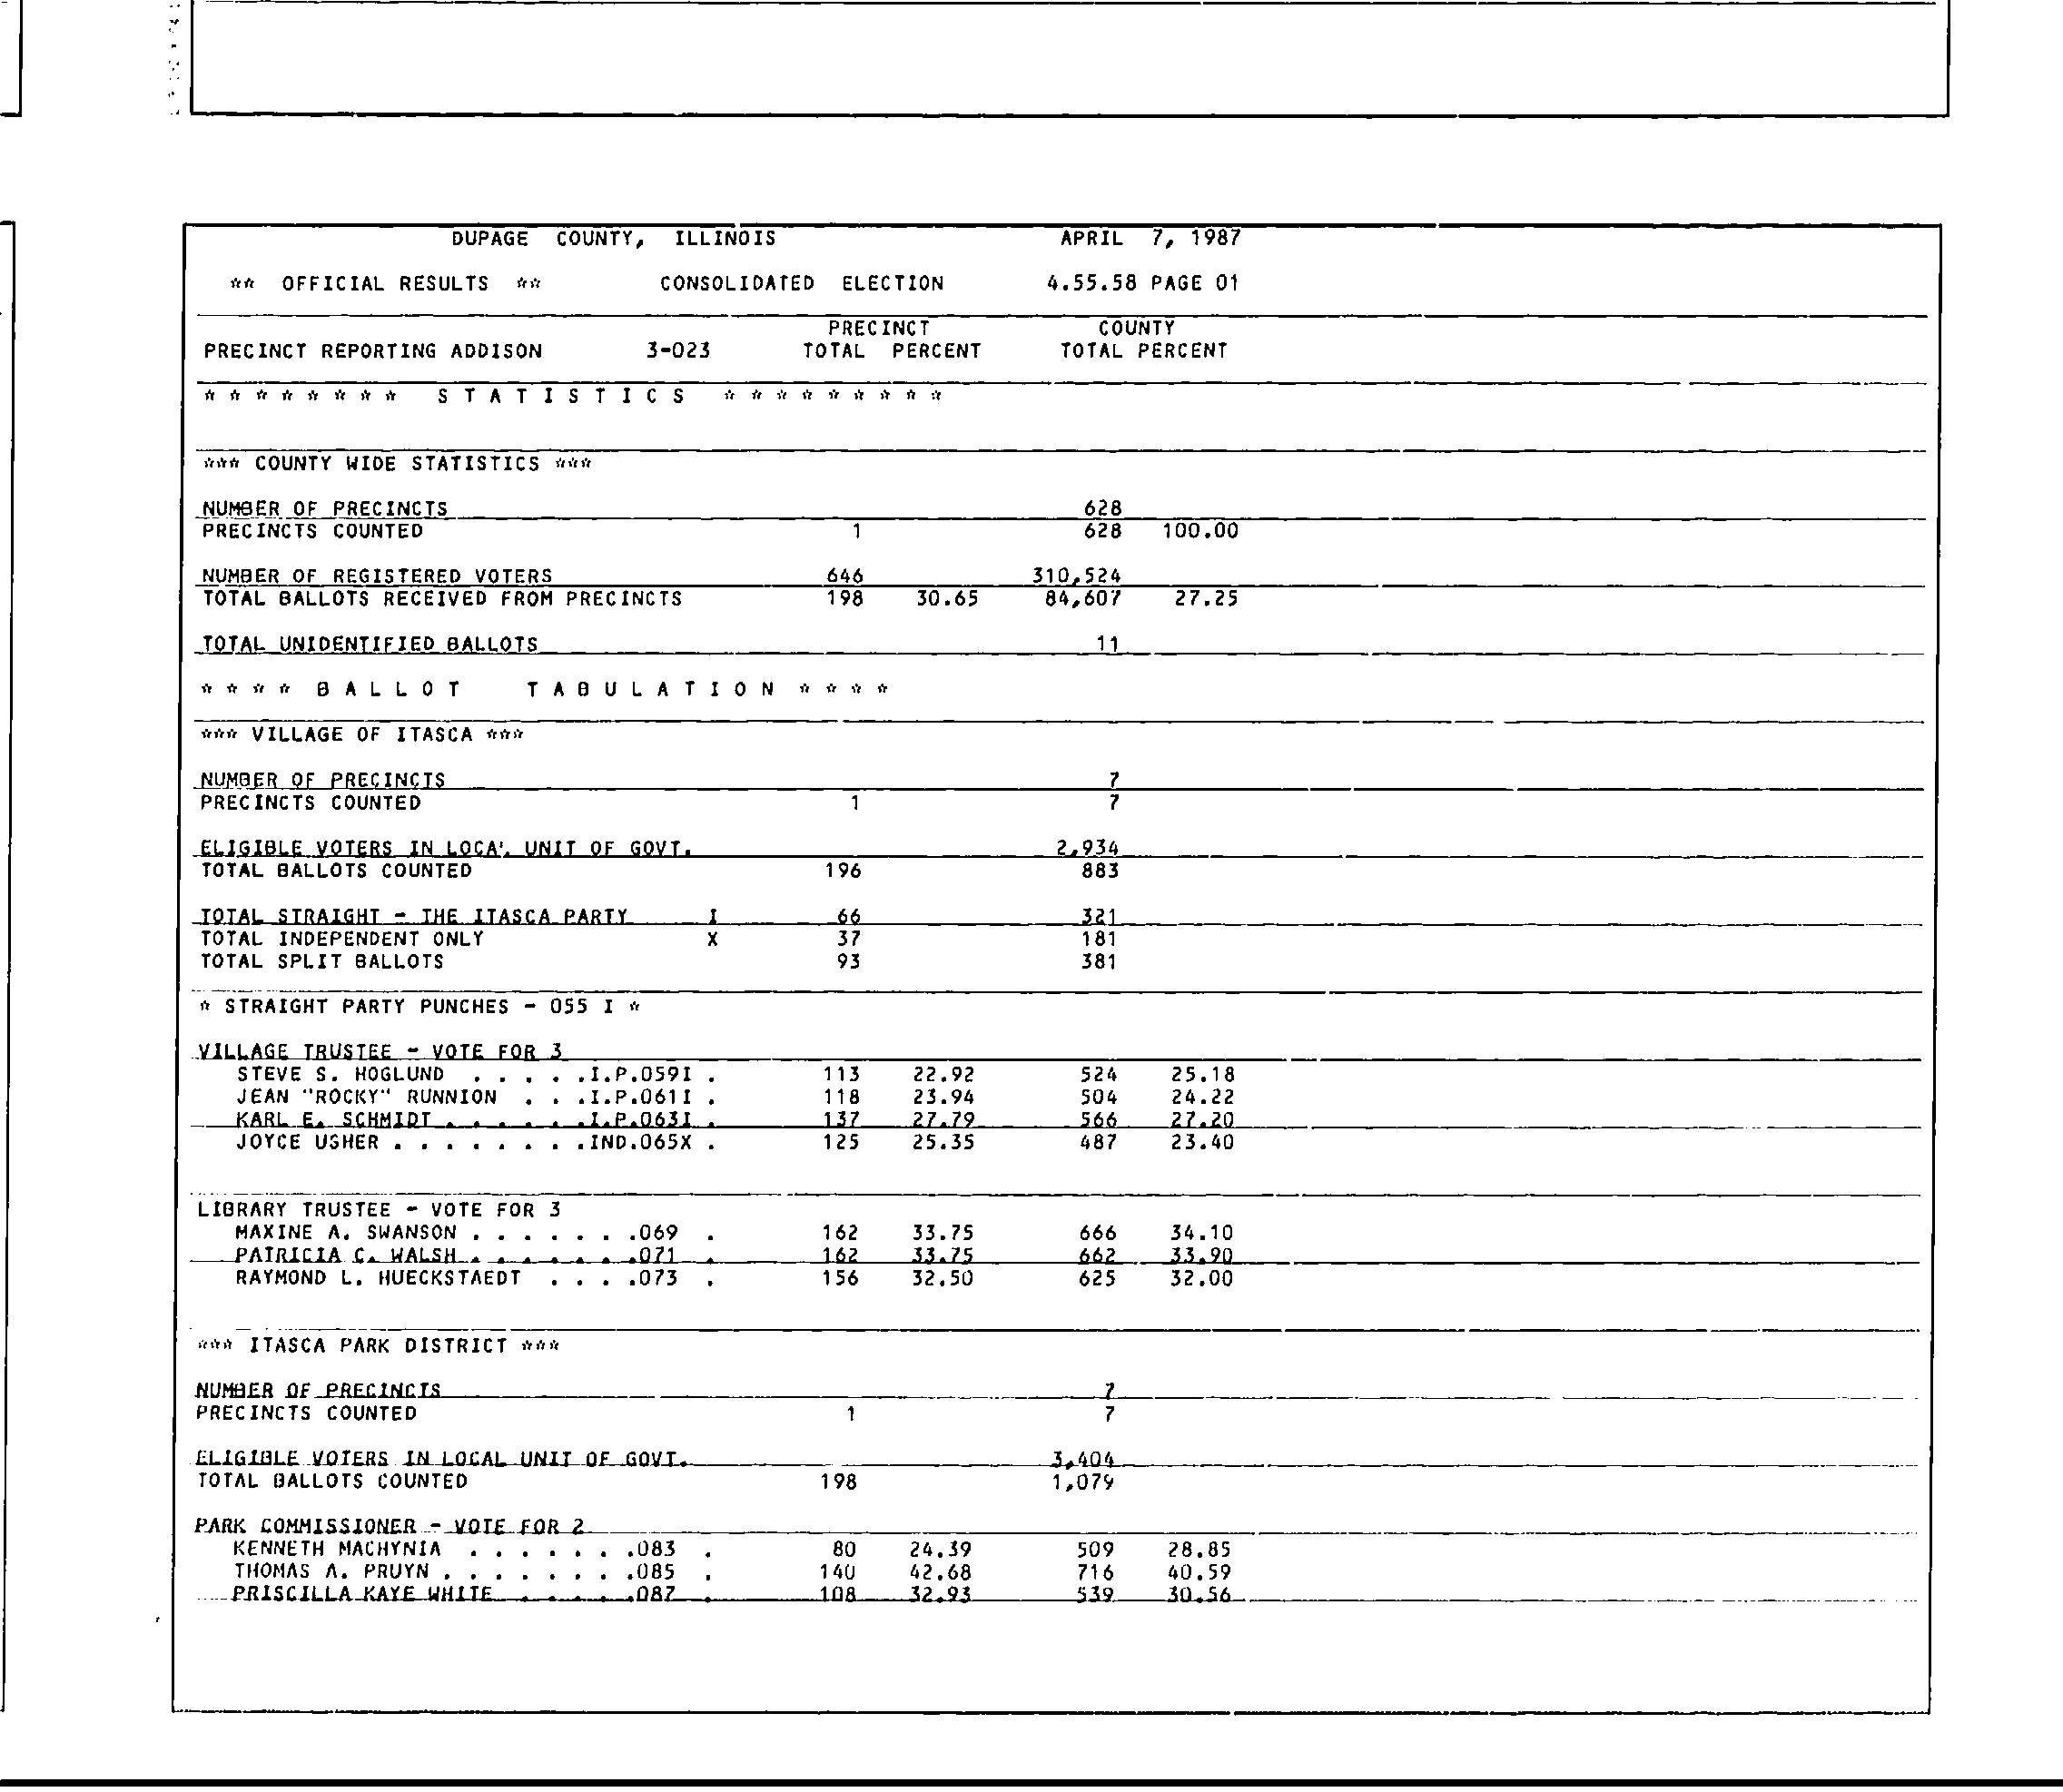 DUPAGE COUNTY, ILLINOIS APRIL 7, 1987
** OFFICIAL RESULTS ** CONSOLIDATED ELECTION 4.55.58 PAGE 01
PRECINCT COUNTY
PRECINCT REPORTING ADDISON 3-023 TOTAL PERCENT TOTAL PERCENT
* * * * * * * * S T A T I S T I C S * * * * * * * * *
*** COUNTY WIDE STATISTICS ***
NUMBER OF PRECINCTS 628
PRECINCTS COUNTED 1 628 100.00
NUMBER OF REGISTERED VOTERS 646 310,524
TOTAL BALLOTS RECEIVED FROM PRECINCTS 198 30.65 84,607 27.25
TOTAL UNIDENTIFIED BALLOTS 11
* * * * B A L L O T T A B U L A T I O N * * * *
*** VILLAGE OF ITASCA ***
NUMBER OF PRECINCTS 7
PRECINCTS COUNTED 1 7
ELIGIBLE VOTERS IN LOCA'. UNIT OF GOVT. 2,934
TOTAL BALLOTS COUNTED 196 883
TOTAL STRAIGHT - THE ITASCA PARTY I 66 321
TOTAL INDEPENDENT ONLY X 37 181
TOTAL SPLIT BALLOTS 93 381
* STRAIGHT PARTY PUNCHES - 055 I *
VILLAGE TRUSTEE - VOTE FOR 3
STEVE S. HOGLUND . . . . .I.P.059I . 113 22.92 524 25.18
JEAN "ROCKY" RUNNION . . .I.P.061I . 118 23.94 504 24.22
KARL E. SCHMIDT . . . . . .I.P.063I . 137 27.79 566 27.20
JOYCE USHER . . . . . . . .IND.065X . 125 25.35 487 23.40
LIBRARY TRUSTEE - VOTE FOR 3
MAXINE A. SWANSON . . . . . . .069 . 162 33.75 666 34.10
PATRICIA C. WALSH . . . . . . .071 . 162 33.75 662 33.90
RAYMOND L. HUECKSTAEDT . . . .073 . 156 32.50 625 32.00
*** ITASCA PARK DISTRICT ***
NUMBER OF PRECINCTS 7
PRECINCTS COUNTED 1 7
ELIGIBLE VOTERS IN LOCAL UNIT OF GOVT. 3,404
TOTAL BALLOTS COUNTED 198 1,079
PARK COMMISSIONER - VOTE FOR 2
KENNETH MACHYNIA . . . . . . .083 . 80 24.39 509 28.85
THOMAS A. PRUYN . . . . . . . .085 . 140 42.68 716 40.59
PRISCILLA KAYE WHITE . . . . .087 . 108 32.93 539 30.56